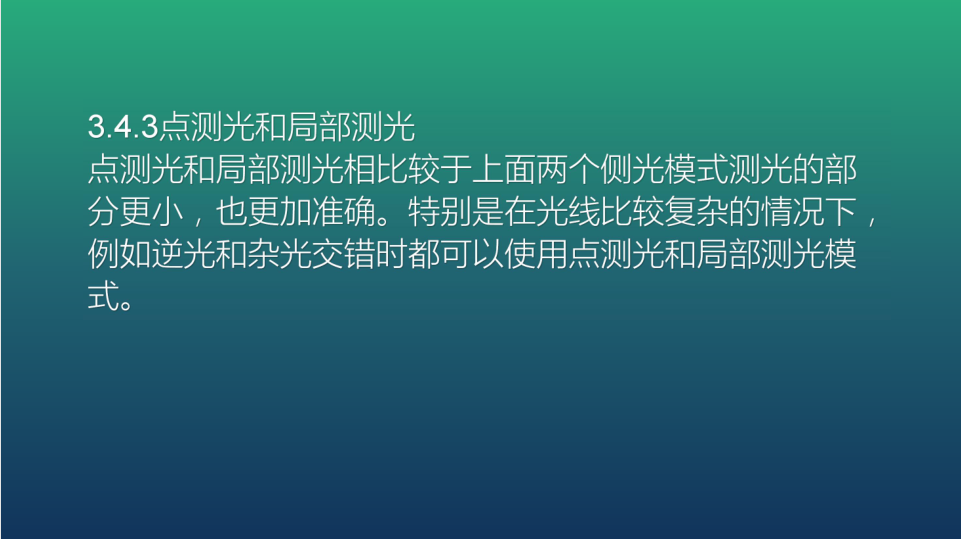 3.4.3点测光和局部测光
点测光和局部测光相比较于上面两个侧光模式测光的部
分更小，也更加准确。特别是在光线比较复杂的情况下，
例如逆光和杂光交错时都可以使用点测光和局部测光模
式。